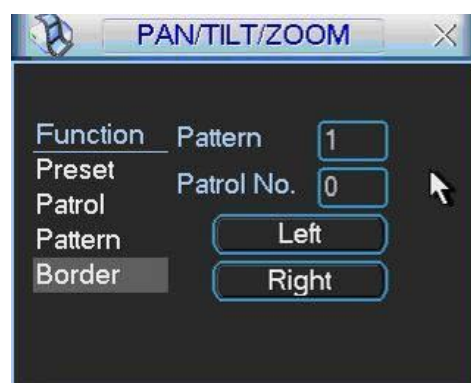 PAN/TILT/ZOOM
Function Pattern 1
Preset
Patrol No. 0
Patrol
Pattern Left
Border Right